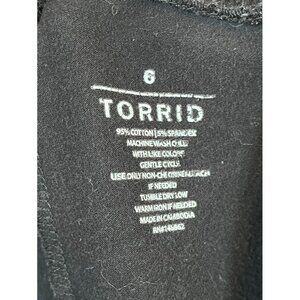 6
TORRID
95% COTTON | 5% SPANDEX
MACHINE WASH COLD
WITH LIKE COLORS
GENTLE CYCLE
USE ONLY NON-CHLORINE BLEACH
IF NEEDED
TUMBLE DRY LOW
WARM IRON IF NEEDED
MADE IN CAMBODIA